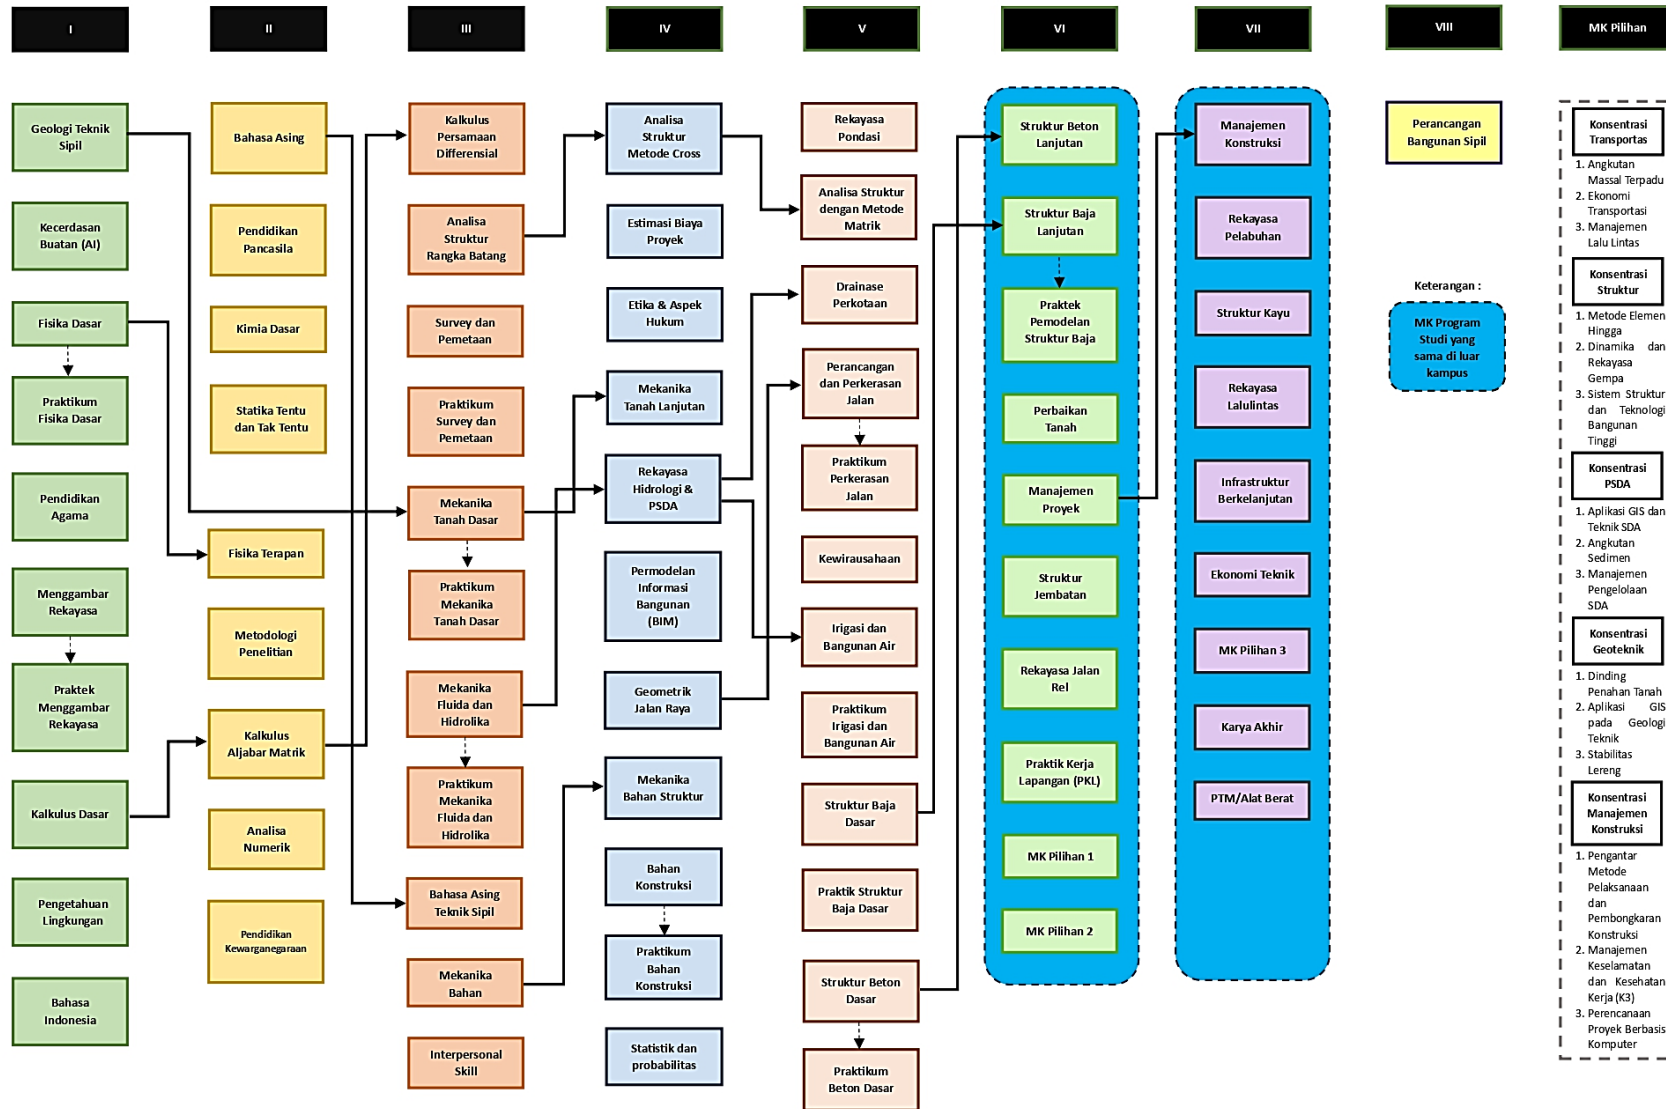 I
II
III
IV
V
VI
VII
VIII
MK Pilihan
Geologi Teknik
Sipil
Kecerdasan
Buatan (AI)
Fisika Dasar
Praktikum
Fisika Dasar
Pendidikan
Agama
Menggambar
Rekayasa
Praktek
Menggambar
Rekayasa
Kalkulus Dasar
Pengetahuan
Lingkungan
Bahasa
Indonesia
Bahasa Asing
Pendidikan
Pancasila
Kimia Dasar
Statika Tentu
dan Tak Tentu
Fisika Terapan
Metodologi
Penelitian
Kalkulus
Aljabar Matrik
Analisa
Numerik
Pendidikan
Kewarganegaraan
Kalkulus
Persamaan
Differensial
Analisa
Struktur
Rangka Batang
Survey dan
Pemetaan
Praktikum
Survey dan
Pemetaan
Mekanika
Tanah Dasar
Praktikum
Mekanika
Tanah Dasar
Mekanika
Fluida dan
Hidrolika
Praktikum
Mekanika
Fluida dan
Hidrolika
Bahasa Asing
Teknik Sipil
Mekanika
Bahan
Interpersonal
Skill
Analisa
Struktur
Metode Cross
Estimasi Biaya
Proyek
Etika & Aspek
Hukum
Mekanika
Tanah Lanjutan
Rekayasa
Hidrologi &
PSDA
Permodelan
Informasi
Bangunan
(BIM)
Geometrik
Jalan Raya
Mekanika
Bahan Struktur
Bahan
Konstruksi
Praktikum
Bahan
Konstruksi
Statistik dan
probabilitas
Rekayasa
Pondasi
Analisa Struktur
dengan Metode
Matrik
Drainase
Perkotaan
Perancangan
dan Perkerasan
Jalan
Praktikum
Perkerasan
Jalan
Kewirausahaan
Irigasi dan
Bangunan Air
Praktikum
Irigasi dan
Bangunan Air
Struktur Baja
Dasar
Praktik Struktur
Baja Dasar
Struktur Beton
Dasar
Praktikum
Beton Dasar
Struktur Beton
Lanjutan
Struktur Baja
Lanjutan
Praktek
Pemodelan
Struktur Baja
Perbaikan
Tanah
Manajemen
Proyek
Struktur
Jembatan
Rekayasa Jalan
Rel
Praktik Kerja
Lapangan (PKL)
MK Pilihan 1
MK Pilihan 2
Manajemen
Konstruksi
Rekayasa
Pelabuhan
Struktur Kayu
Rekayasa
Lalulintas
Infrastruktur
Berkelanjutan
Ekonomi Teknik
MK Pilihan 3
Karya Akhir
PTM/Alat Berat
Perancangan
Bangunan Sipil
Keterangan :
MK Program
Studi yang
sama di luar
kampus
Konsentrasi
Transportas
1. Angkutan
Massal Terpadu
2. Ekonomi
Transportasi
3. Manajemen
Lalu Lintas
Konsentrasi
Struktur
1. Metode Elemen
Hingga
2. Dinamika dan
Rekayasa
Gempa
3. Sistem Struktur
dan Teknologi
Bangunan
Tinggi
Konsentrasi
PSDA
1. Aplikasi GIS dan
Teknik SDA
2. Angkutan
Sedimen
3. Manajemen
Pengelolaan
SDA
Konsentrasi
Geoteknik
1. Dinding
Penahan Tanah
2. Aplikasi GIS
pada Geologi
Teknik
3. Stabilitas
Lereng
Konsentrasi
Manajemen
Konstruksi
1. Pengantar
Metode
Pelaksanaan
dan
Pembongkaran
Konstruksi
2. Manajemen
Keselamatan
dan Kesehatan
Kerja (K3)
3. Perencanaan
Proyek Berbasis
Komputer